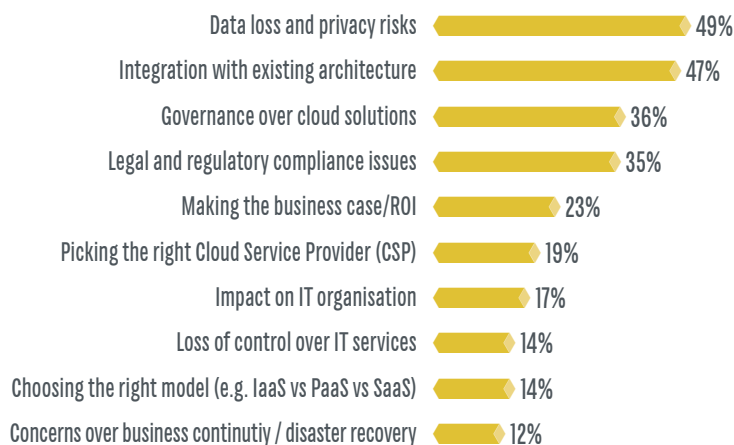 Data loss and privacy risks 49%
Integration with existing architecture 47%
Governance over cloud solutions 36%
Legal and regulatory compliance issues 35%
Making the business case/ROI 23%
Picking the right Cloud Service Provider (CSP) 19%
Impact on IT organisation 17%
Loss of control over IT services 14%
Choosing the right model (e.g. IaaS vs PaaS vs SaaS) 14%
Concerns over business continutiy / disaster recovery 12%